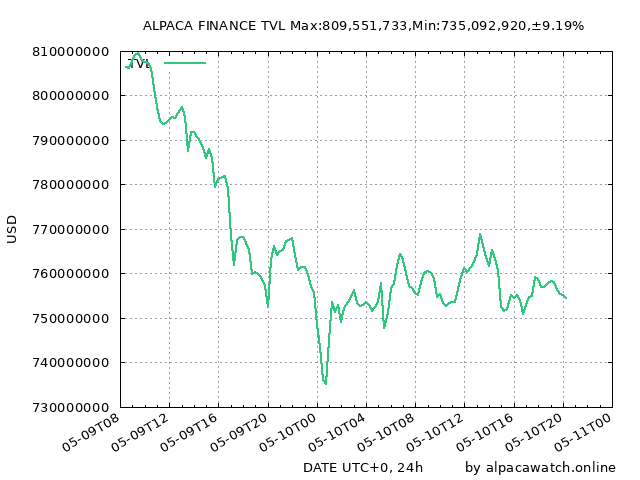 ALPACA FINANCE TVL Max:809,551,733,Min:735,092,920,±9.19%
810000000
TVL
800000000
790000000
780000000
770000000
USD
760000000
750000000
740000000
730000000
05-09T08 05-09T12 05-09T16 05-09T20 05-10T00 05-10T04 05-10T08 05-10T12 05-10T16 05-10T20 05-11T00
DATE UTC+0, 24h by alpacawatch.online